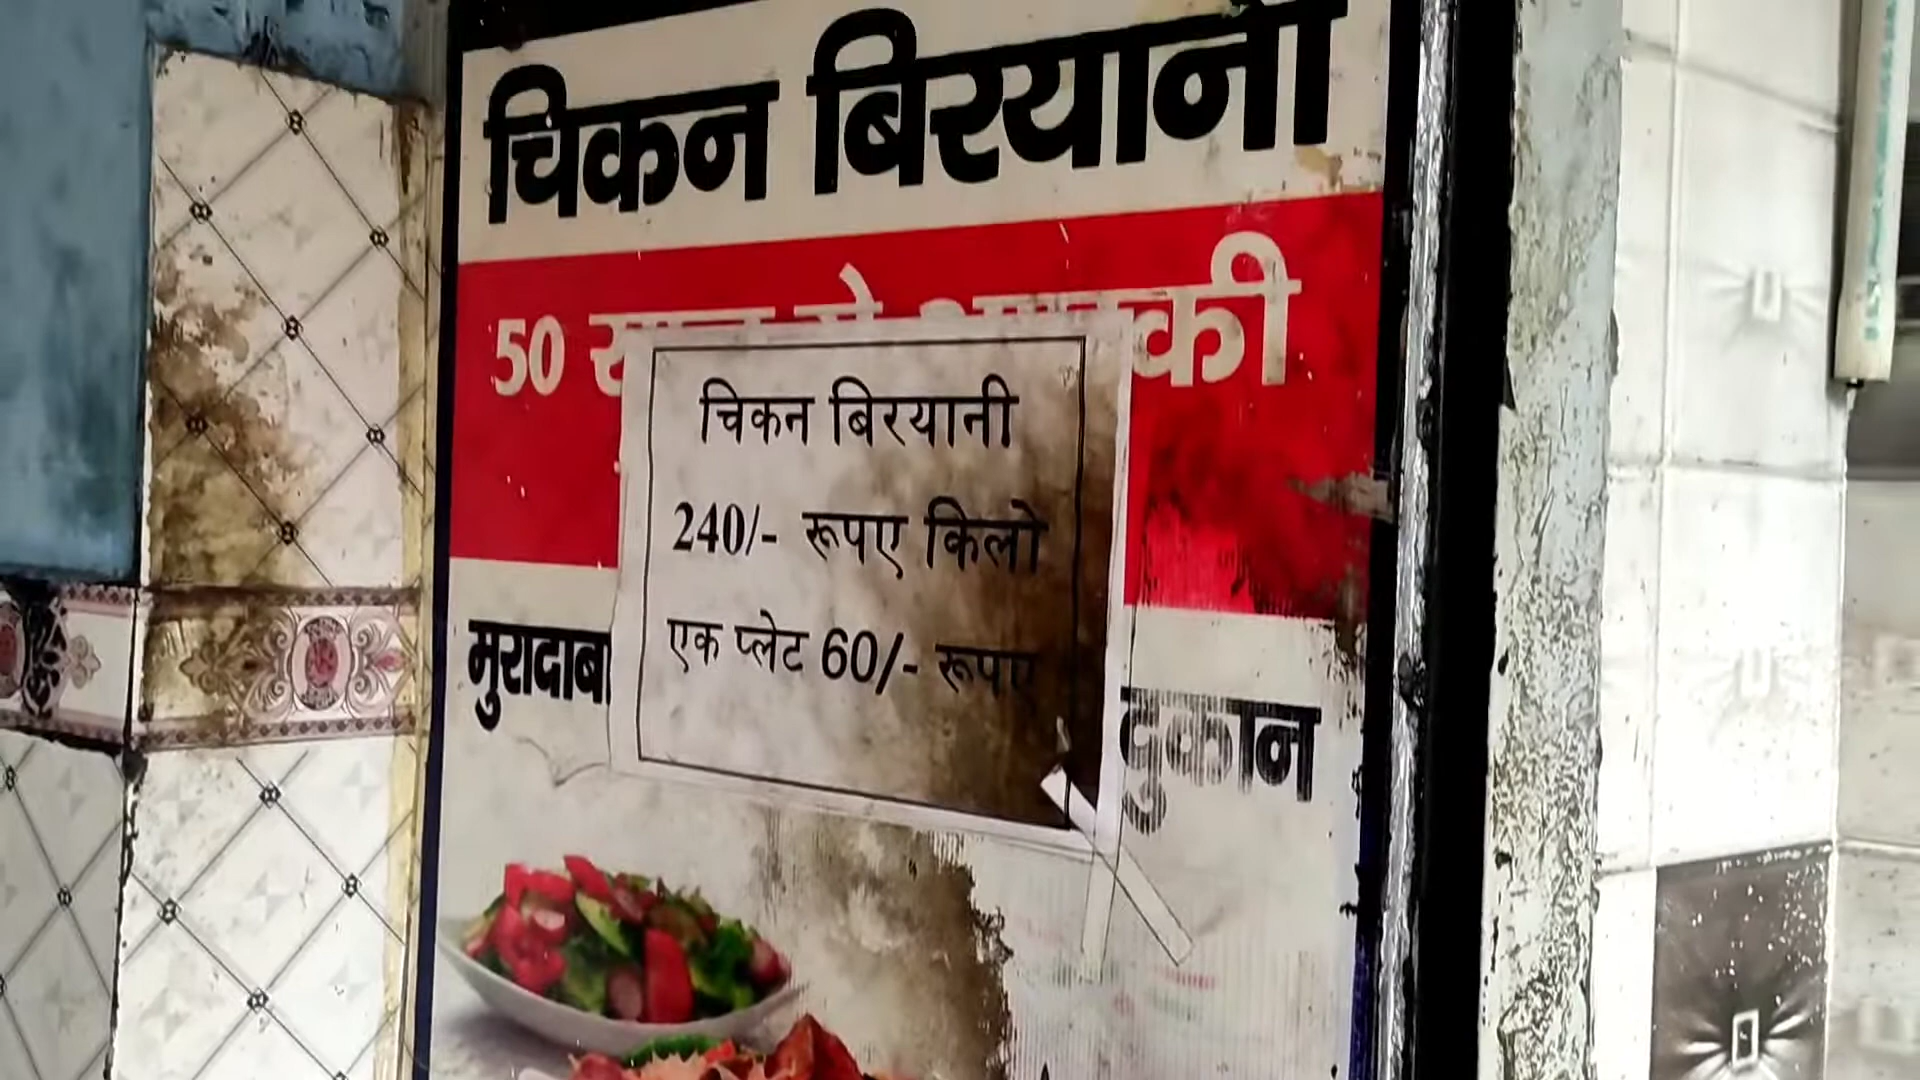 चिकन बिरयानी
50 की
चिकन बिरयानी
240/- रूपए किलो
एक प्लेट 60/- रूपए
दुकान